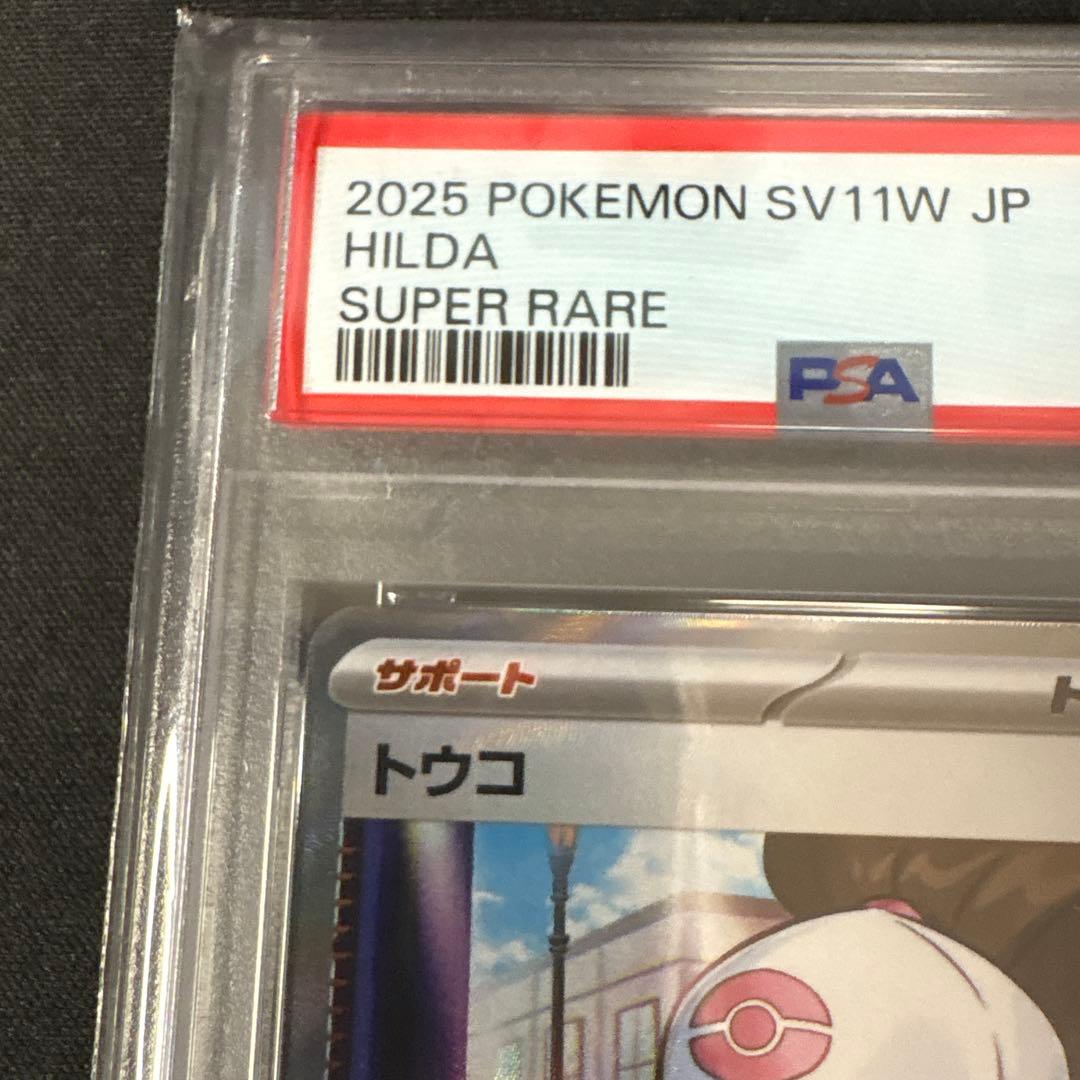 2025 POKEMON SV11W JP
HILDA
SUPER RARE
PSA
サポート
トウコ